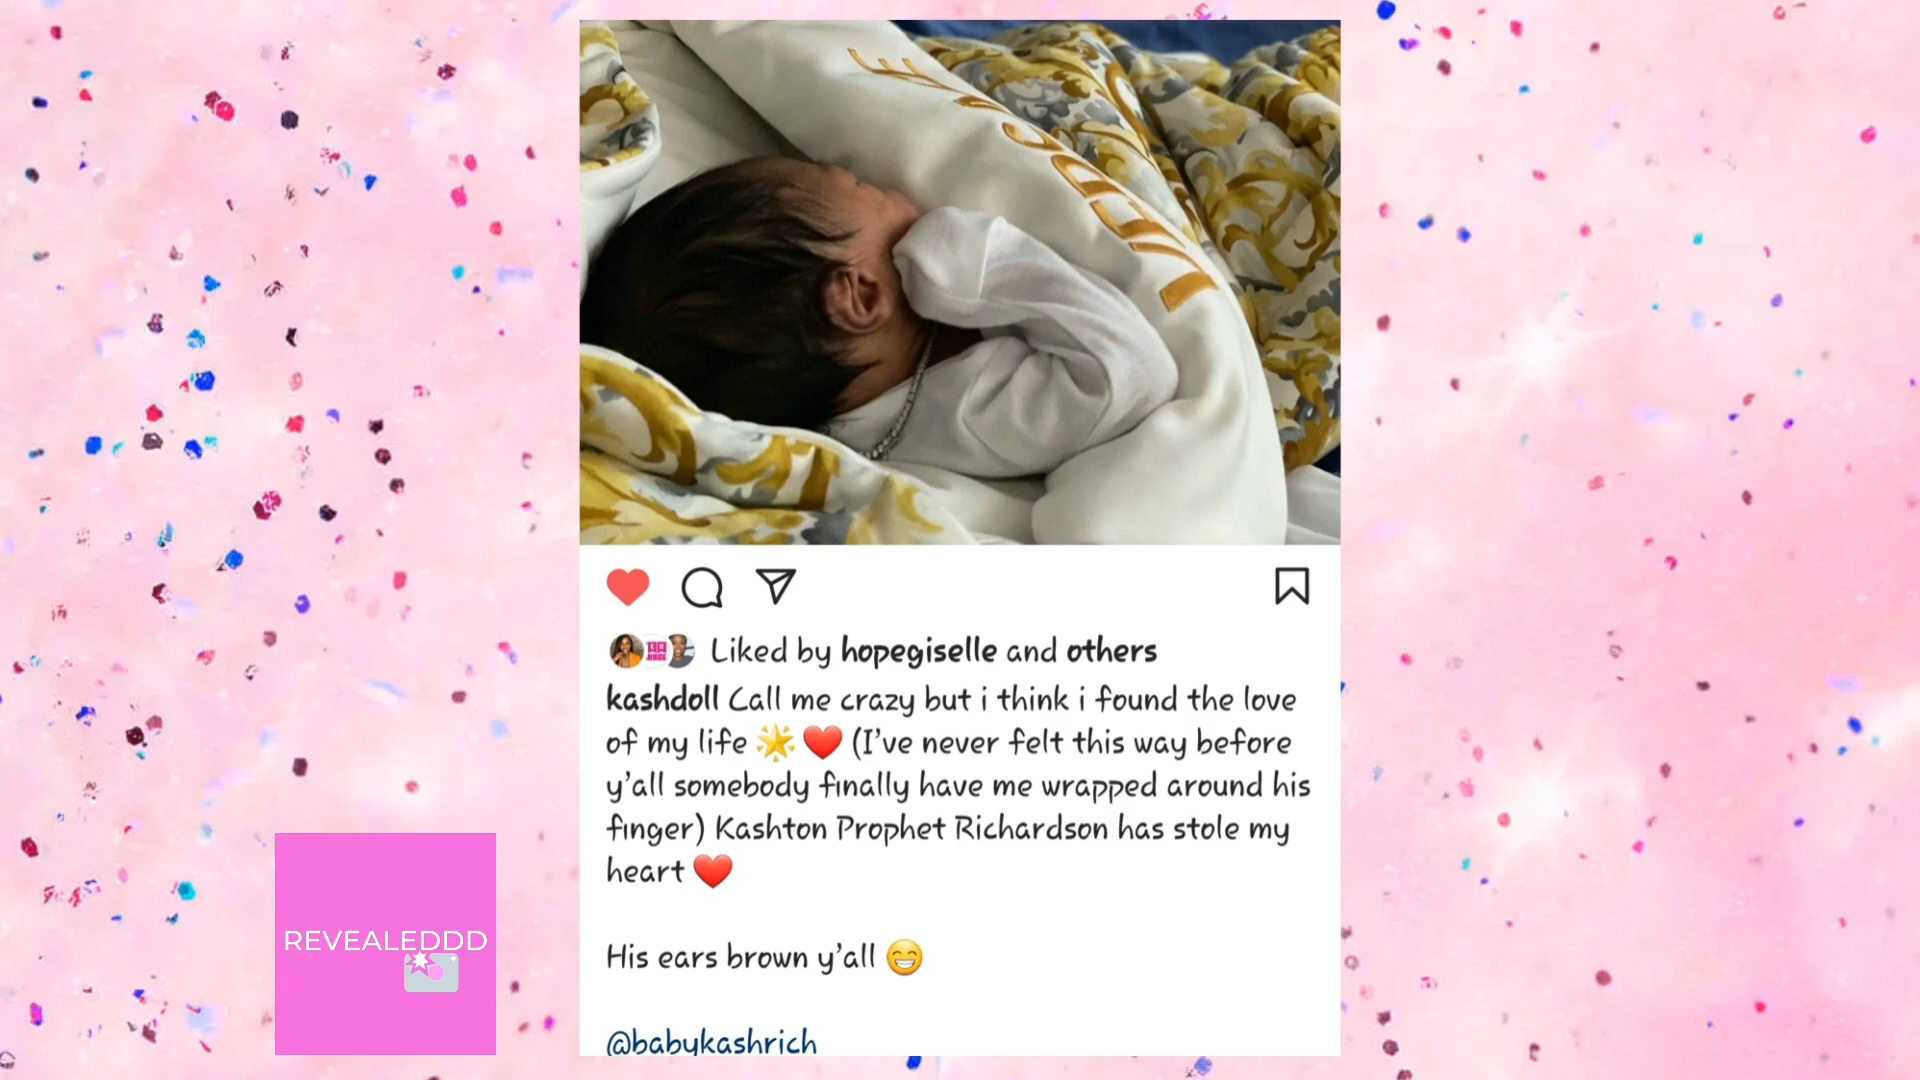 Liked by hopegiselle and others
kashdoll Call me crazy but i think i found the love
of my life 🌟 ❤️ (I've never felt this way before
y'all somebody finally have me wrapped around his
finger) Kashton Prophet Richardson has stole my
heart ❤️
His ears brown y'all 😁
@babykashrich
REVEALEDDD